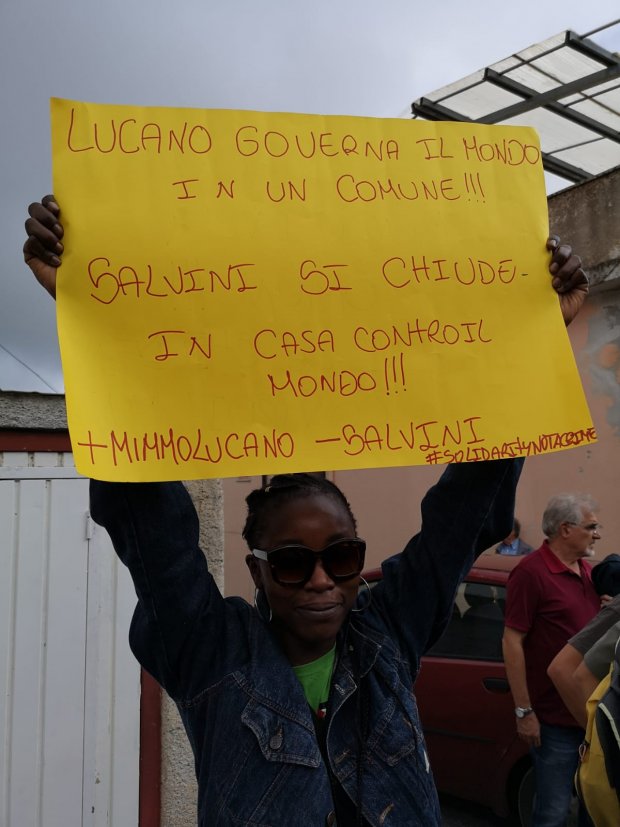 LUCANO GOVERNA IL MONDO
IN UN COMUNE!!!
SALVINI SI CHIUDE-
IN CASA CONTRO IL
MONDO!!!
+MIMMOLUCANO -SALVINI
#SOLIDARITYNOTACRIME